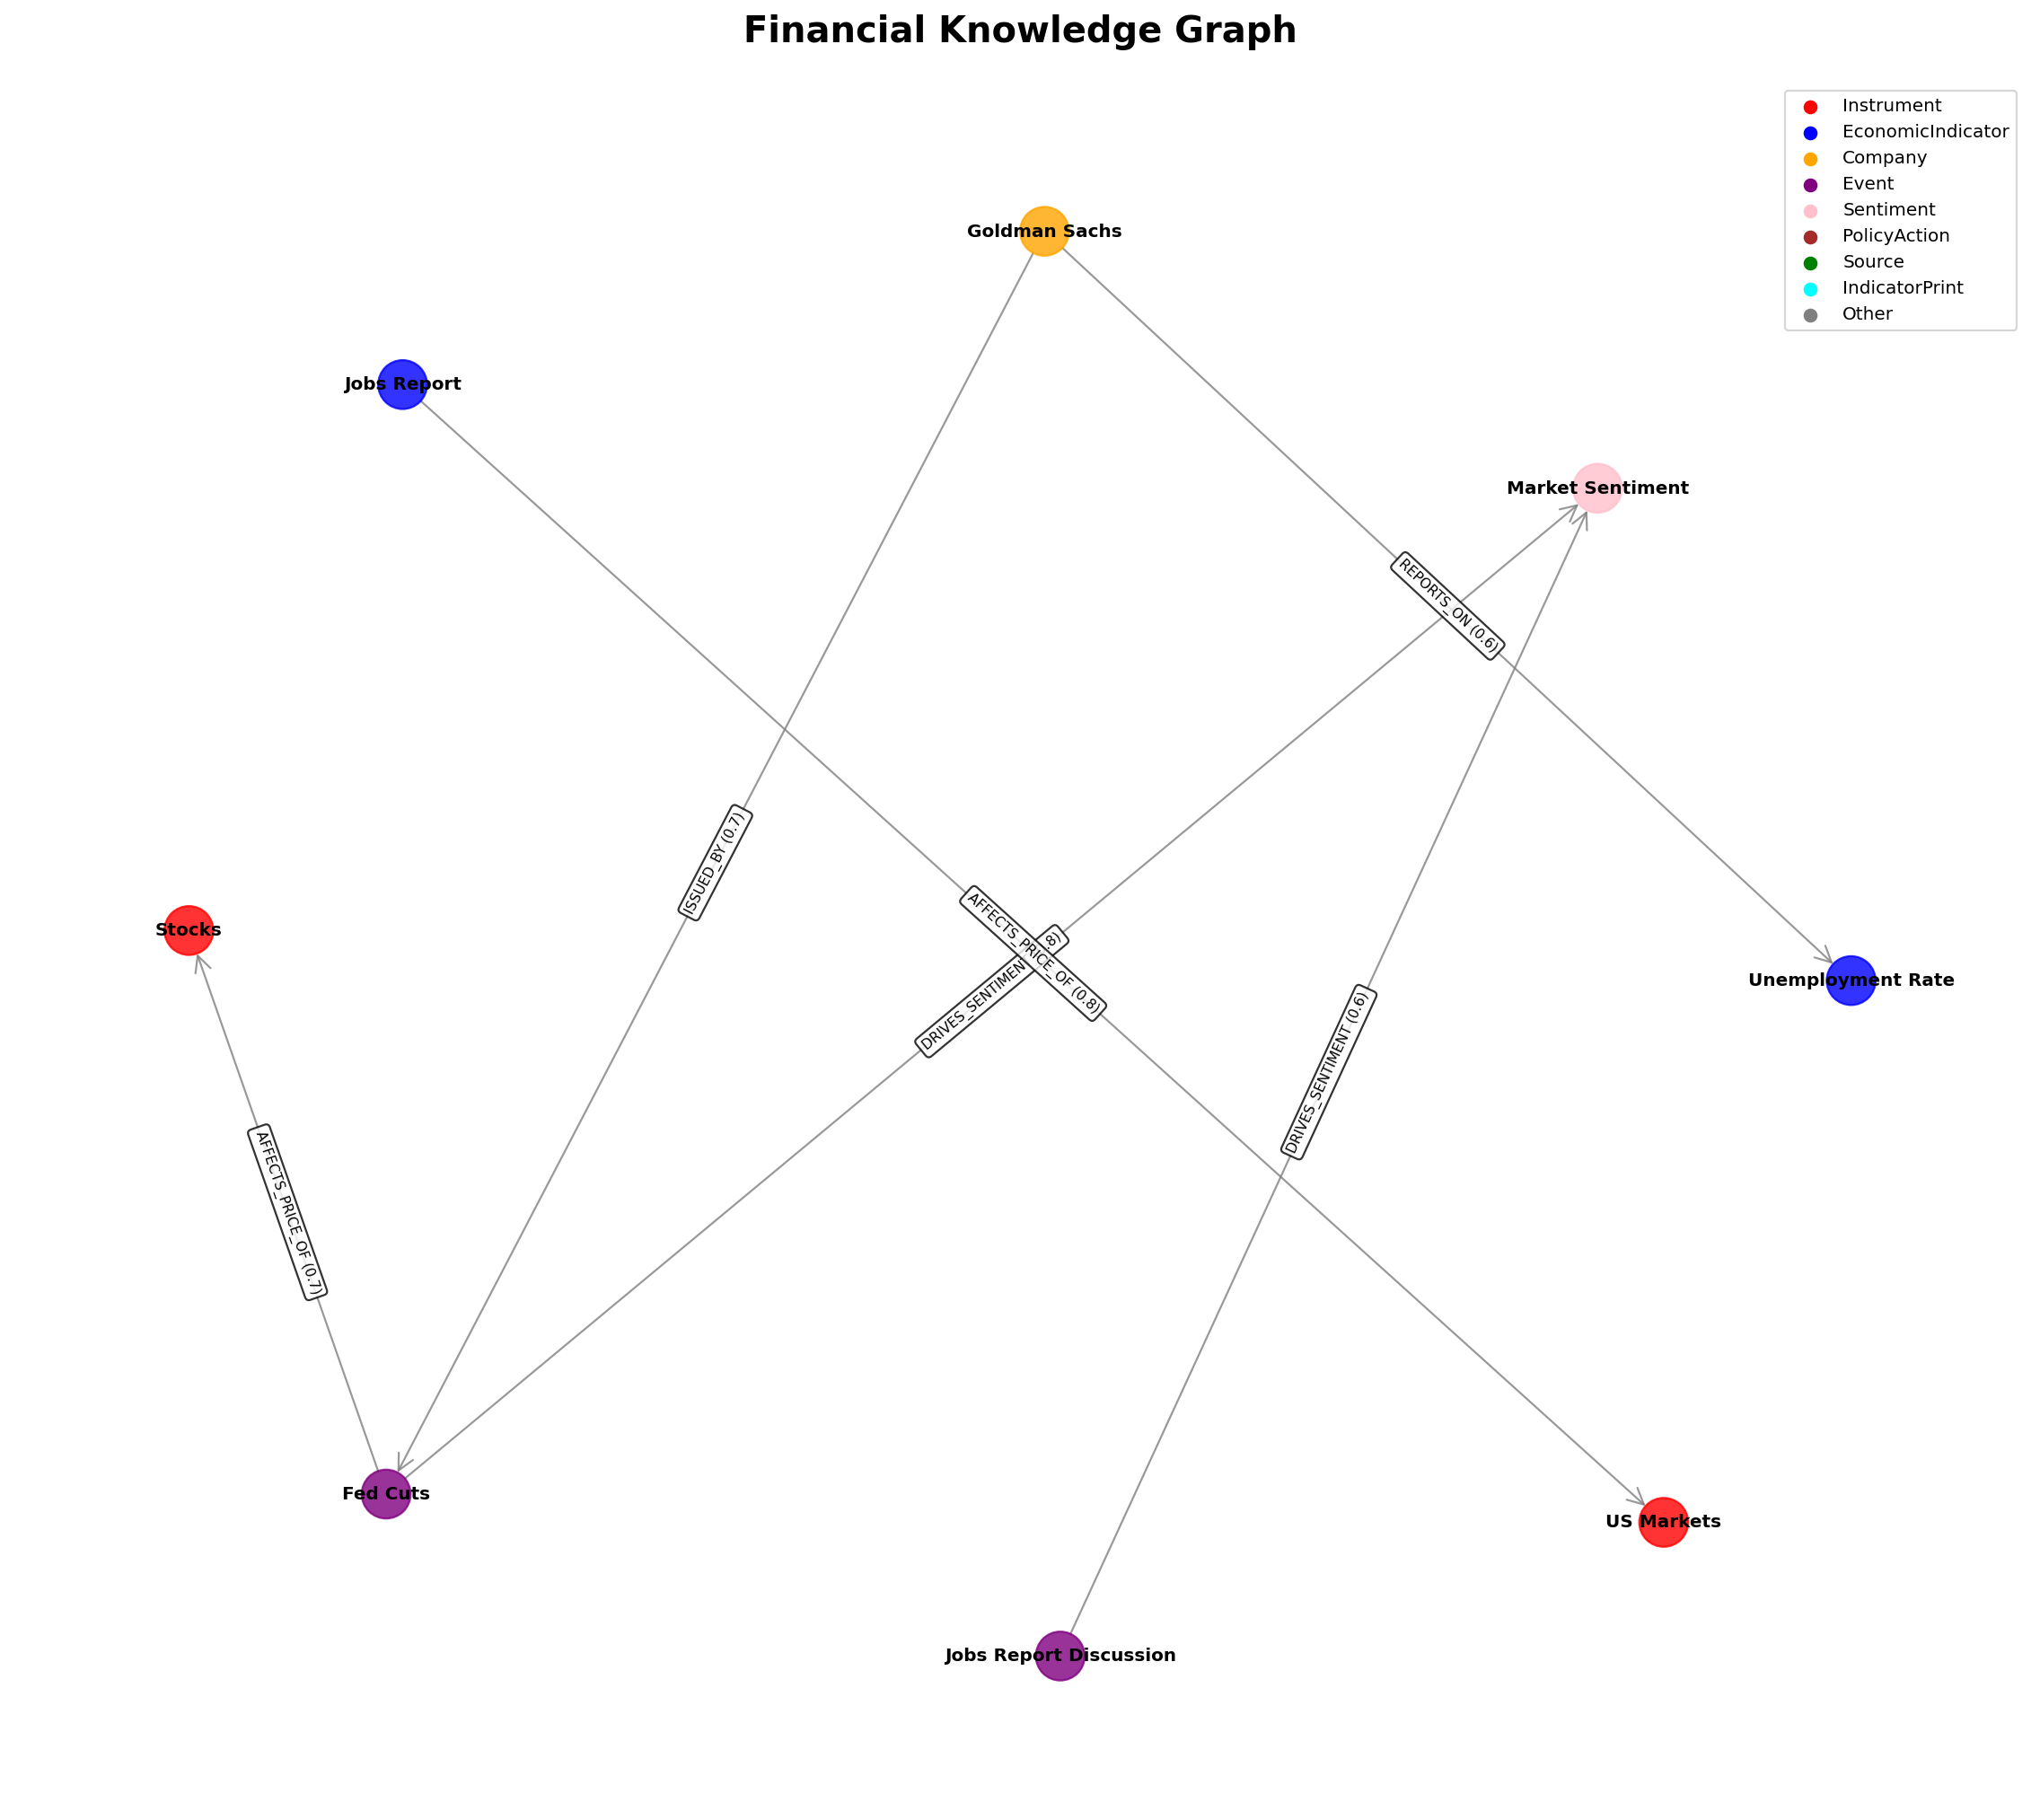 Financial Knowledge Graph
Instrument
EconomicIndicator
Company
Event
Sentiment
PolicyAction
Source
IndicatorPrint
Other
Goldman Sachs
Jobs Report
Market Sentiment
REPORTS_ON (0.6)
ISSUED_BY (0.7)
Stocks
AFFECTS_PRICE_OF (0.8)
DRIVES_SENTIMEN .8)
Unemployment Rate
DRIVES_SENTIMENT (0.6)
AFFECTS_PRICE_OF (0.7)
Fed Cuts
US Markets
Jobs Report Discussion